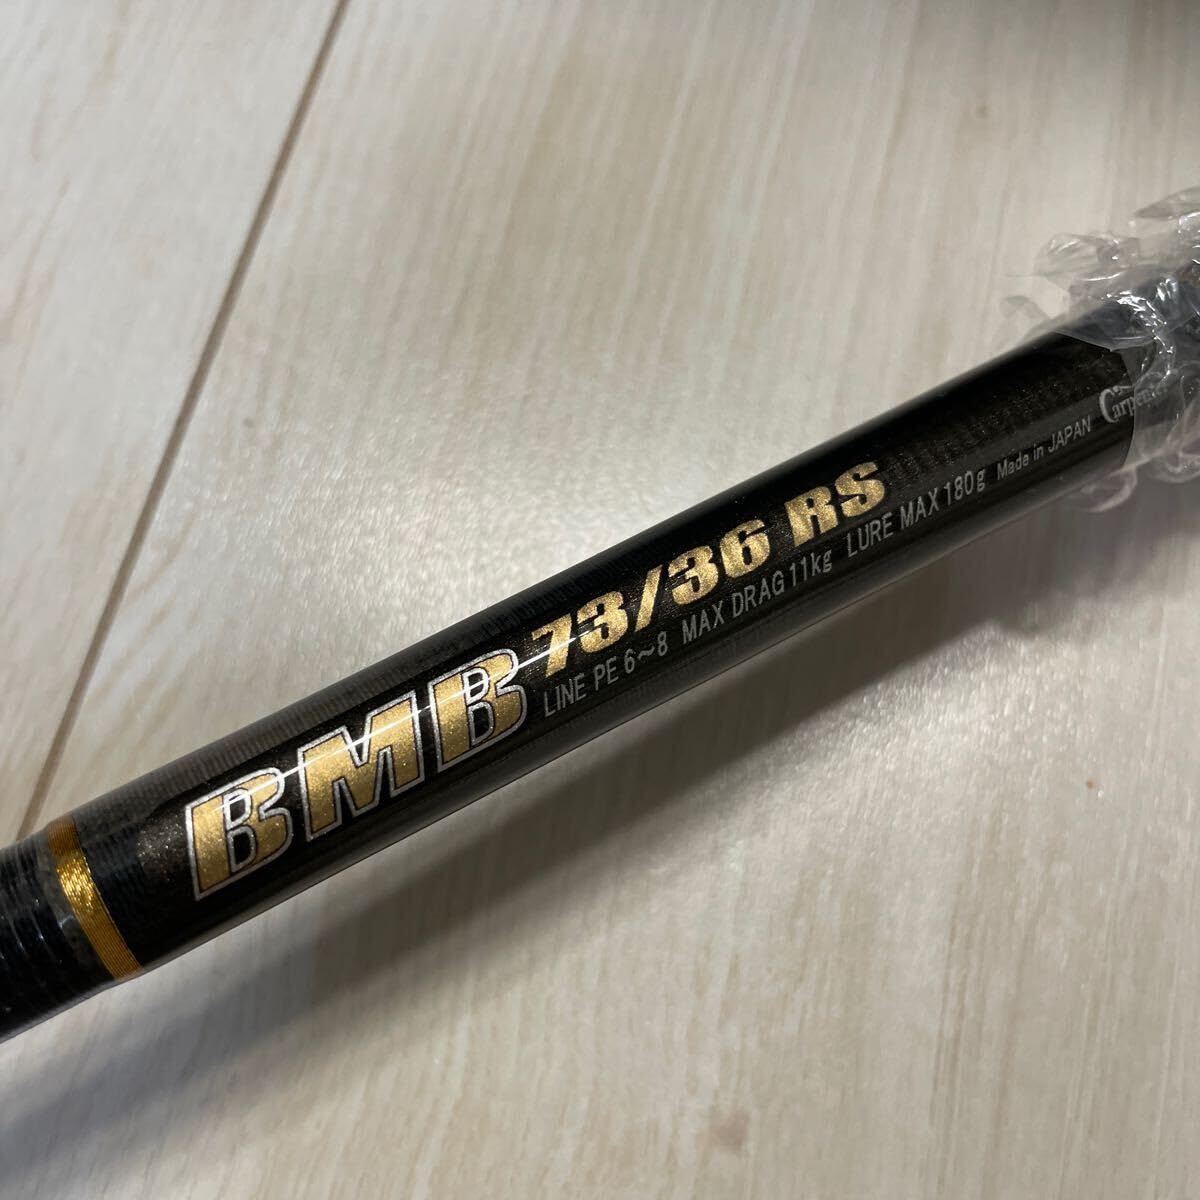 BMB 73/36 RS
LINE PE 6～8 MAX DRAG 11kg LURE MAX 180g Made in JAPAN